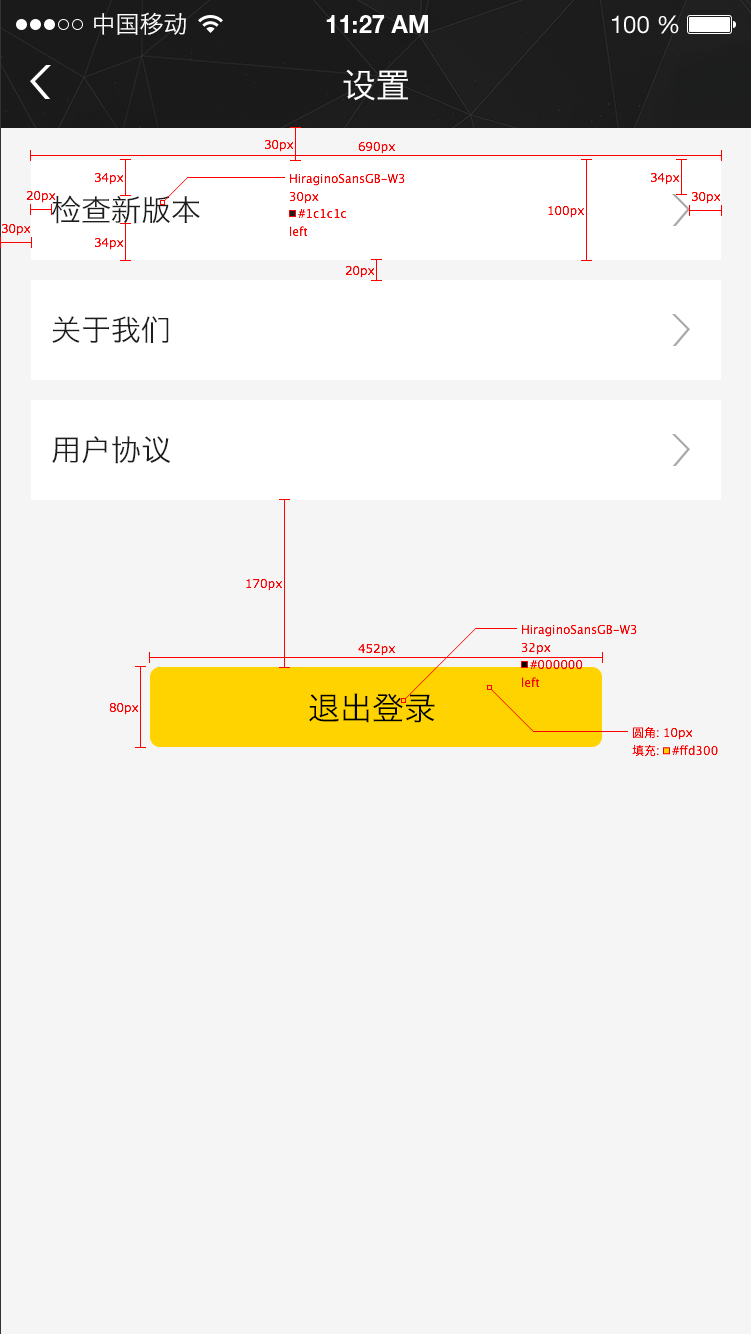 中国移动 11:27 AM 100 %
设置
30px
690px
34px
HiraginoSansGB-W3
34px
20px
30px
30px
检查新版本
#1c1c1c
100px
30px
left
34px
20px
关于我们
用户协议
170px
HiraginoSansGB-W3
32px
452px
#000000
left
80px
退出登录
圆角: 10px
填充: #ffd300